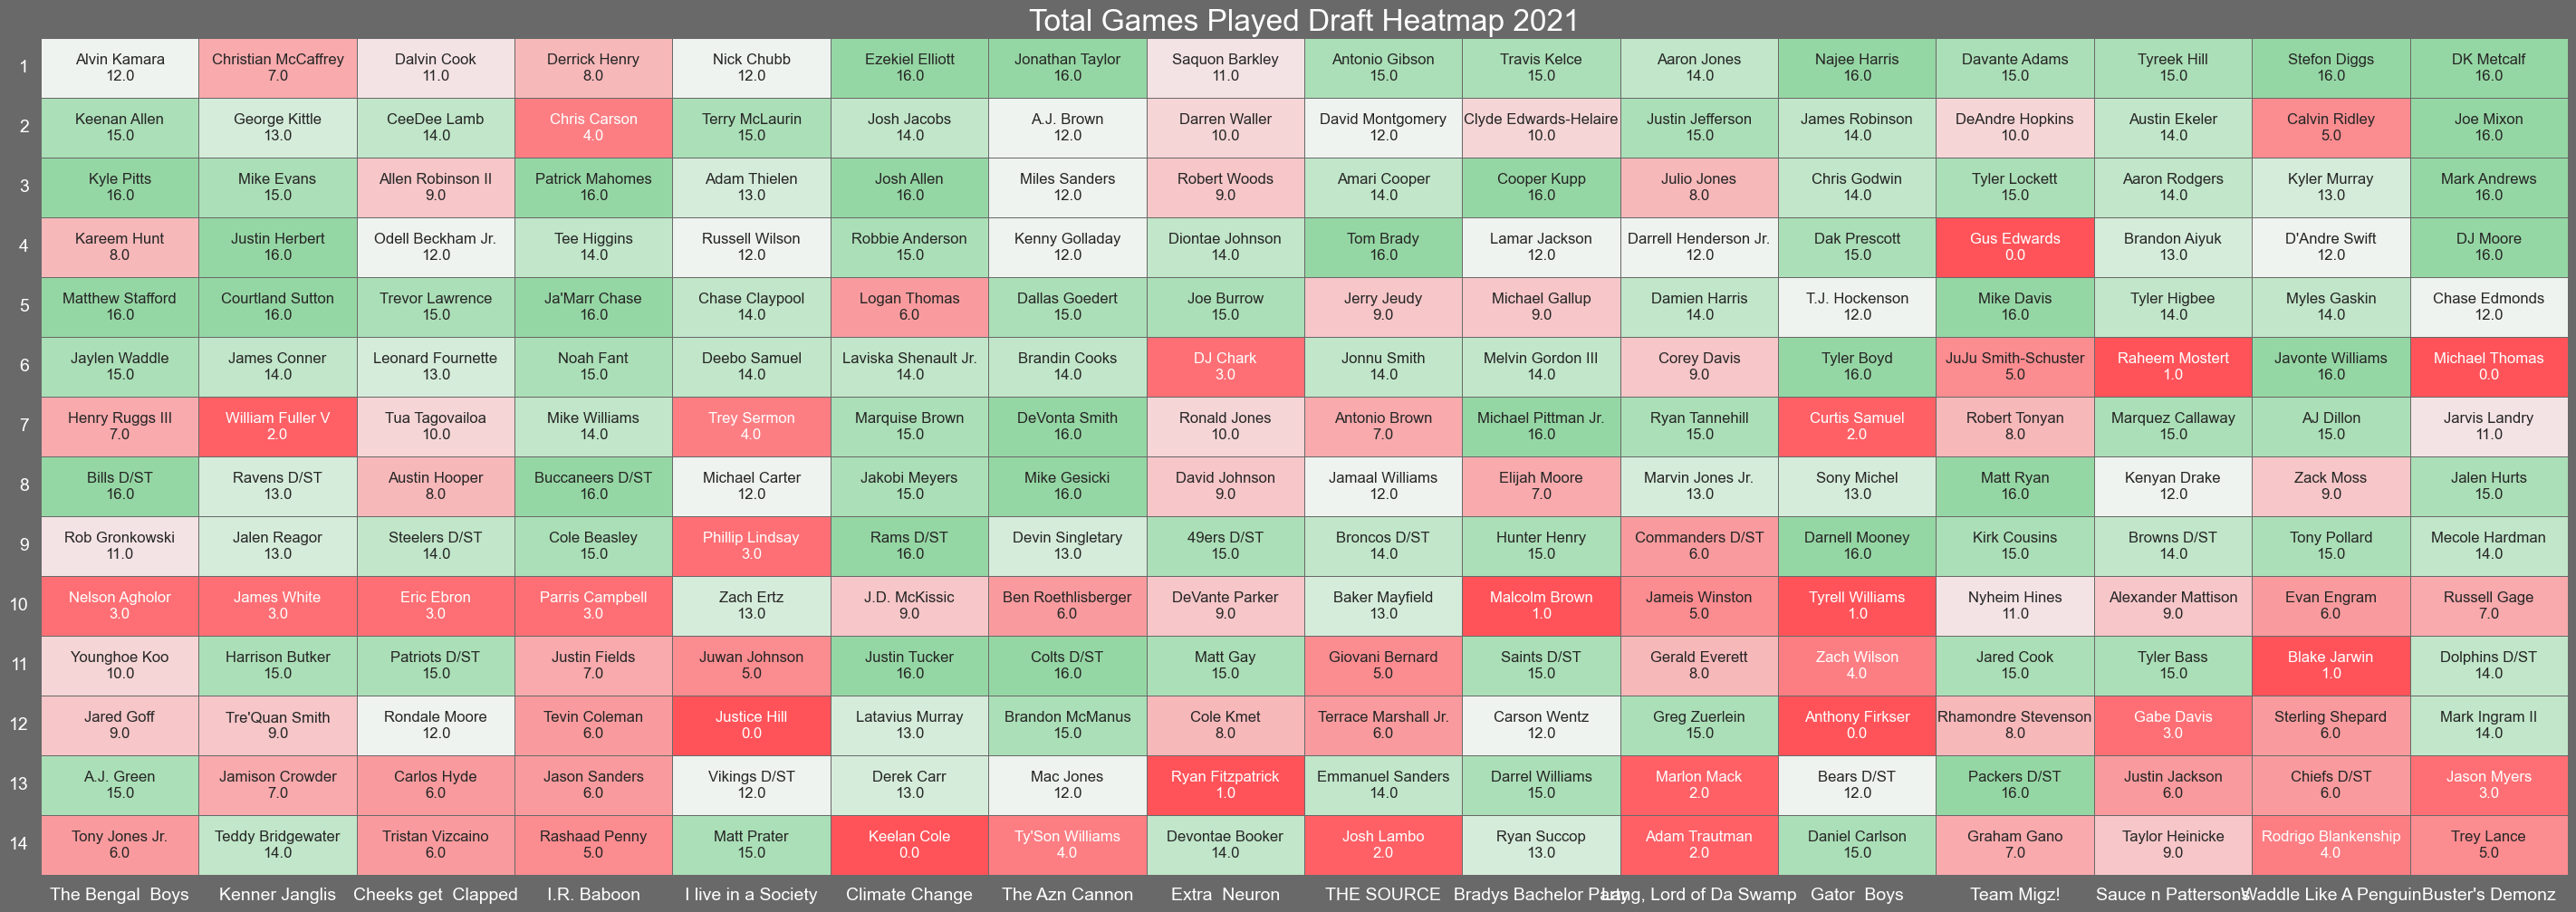 Total Games Played Draft Heatmap 2021
1 Alvin Kamara Christian McCaffrey Dalvin Cook Derrick Henry Nick Chubb Ezekiel Elliott Jonathan Taylor Saquon Barkley Antonio Gibson Travis Kelce Aaron Jones Najee Harris Davante Adams Tyreek Hill Stefon Diggs DK Metcalf
12.0 7.0 11.0 8.0 12.0 16.0 16.0 11.0 15.0 15.0 14.0 16.0 15.0 15.0 16.0 16.0
2 Keenan Allen George Kittle CeeDee Lamb Chris Carson Terry McLaurin Josh Jacobs A.J. Brown Darren Waller David Montgomery Clyde Edwards-Helaire Justin Jefferson James Robinson DeAndre Hopkins Austin Ekeler Calvin Ridley Joe Mixon
15.0 13.0 14.0 4.0 15.0 14.0 12.0 10.0 12.0 10.0 15.0 14.0 10.0 14.0 5.0 16.0
3 Kyle Pitts Mike Evans Allen Robinson II Patrick Mahomes Adam Thielen Josh Allen Miles Sanders Robert Woods Amari Cooper Cooper Kupp Julio Jones Chris Godwin Tyler Lockett Aaron Rodgers Kyler Murray Mark Andrews
16.0 15.0 9.0 16.0 13.0 16.0 12.0 9.0 14.0 16.0 8.0 14.0 15.0 14.0 13.0 16.0
4 Kareem Hunt Justin Herbert Odell Beckham Jr. Tee Higgins Russell Wilson Robbie Anderson Kenny Golladay Diontae Johnson Tom Brady Lamar Jackson Darrell Henderson Jr. Dak Prescott Gus Edwards Brandon Aiyuk D'Andre Swift DJ Moore
8.0 16.0 12.0 14.0 12.0 15.0 12.0 14.0 16.0 12.0 12.0 15.0 0.0 13.0 12.0 16.0
5 Matthew Stafford Courtland Sutton Trevor Lawrence Ja'Marr Chase Chase Claypool Logan Thomas Dallas Goedert Joe Burrow Jerry Jeudy Michael Gallup Damien Harris T.J. Hockenson Mike Davis Tyler Higbee Myles Gaskin Chase Edmonds
16.0 16.0 15.0 16.0 14.0 6.0 15.0 15.0 9.0 9.0 14.0 12.0 16.0 14.0 14.0 12.0
6 Jaylen Waddle James Conner Leonard Fournette Noah Fant Deebo Samuel Laviska Shenault Jr. Brandin Cooks DJ Chark Jonnu Smith Melvin Gordon III Corey Davis Tyler Boyd JuJu Smith-Schuster Raheem Mostert Javonte Williams Michael Thomas
15.0 14.0 13.0 15.0 14.0 14.0 14.0 3.0 14.0 14.0 9.0 16.0 5.0 1.0 16.0 0.0
7 Henry Ruggs III William Fuller V Tua Tagovailoa Mike Williams Trey Sermon Marquise Brown DeVonta Smith Ronald Jones Antonio Brown Michael Pittman Jr. Ryan Tannehill Curtis Samuel Robert Tonyan Marquez Callaway AJ Dillon Jarvis Landry
7.0 2.0 10.0 14.0 4.0 15.0 16.0 10.0 7.0 16.0 15.0 2.0 8.0 15.0 15.0 11.0
8 Bills D/ST Ravens D/ST Austin Hooper Buccaneers D/ST Michael Carter Jakobi Meyers Mike Gesicki David Johnson Jamaal Williams Elijah Moore Marvin Jones Jr. Sony Michel Matt Ryan Kenyan Drake Zack Moss Jalen Hurts
16.0 13.0 8.0 16.0 12.0 15.0 16.0 9.0 12.0 7.0 13.0 13.0 16.0 12.0 9.0 15.0
9 Rob Gronkowski Jalen Reagor Steelers D/ST Cole Beasley Phillip Lindsay Rams D/ST Devin Singletary 49ers D/ST Broncos D/ST Hunter Henry Commanders D/ST Darnell Mooney Kirk Cousins Browns D/ST Tony Pollard Mecole Hardman
11.0 13.0 14.0 15.0 3.0 16.0 13.0 15.0 14.0 15.0 6.0 16.0 15.0 14.0 15.0 14.0
10 Nelson Agholor James White Eric Ebron Parris Campbell Zach Ertz J.D. McKissic Ben Roethlisberger DeVante Parker Baker Mayfield Malcolm Brown Jameis Winston Tyrell Williams Nyheim Hines Alexander Mattison Evan Engram Russell Gage
3.0 3.0 3.0 3.0 13.0 9.0 6.0 9.0 13.0 1.0 5.0 1.0 11.0 9.0 6.0 7.0
11 Younghoe Koo Harrison Butker Patriots D/ST Justin Fields Juwan Johnson Justin Tucker Colts D/ST Matt Gay Giovani Bernard Saints D/ST Gerald Everett Zach Wilson Jared Cook Tyler Bass Blake Jarwin Dolphins D/ST
10.0 15.0 15.0 7.0 5.0 16.0 16.0 15.0 5.0 15.0 8.0 4.0 15.0 15.0 1.0 14.0
12 Jared Goff Tre'Quan Smith Rondale Moore Tevin Coleman Justice Hill Latavius Murray Brandon McManus Cole Kmet Terrace Marshall Jr. Carson Wentz Greg Zuerlein Anthony Firkser Rhamondre Stevenson Gabe Davis Sterling Shepard Mark Ingram II
9.0 9.0 12.0 6.0 0.0 13.0 15.0 8.0 6.0 12.0 15.0 0.0 8.0 3.0 6.0 14.0
13 A.J. Green Jamison Crowder Carlos Hyde Jason Sanders Vikings D/ST Derek Carr Mac Jones Ryan Fitzpatrick Emmanuel Sanders Darrel Williams Marlon Mack Bears D/ST Packers D/ST Justin Jackson Chiefs D/ST Jason Myers
15.0 7.0 6.0 6.0 12.0 13.0 12.0 1.0 14.0 15.0 2.0 12.0 16.0 6.0 6.0 3.0
14 Tony Jones Jr. Teddy Bridgewater Tristan Vizcaino Rashaad Penny Matt Prater Keelan Cole Ty'Son Williams Devontae Booker Josh Lambo Ryan Succop Adam Trautman Daniel Carlson Graham Gano Taylor Heinicke Rodrigo Blankenship Trey Lance
6.0 14.0 6.0 5.0 15.0 0.0 4.0 14.0 2.0 13.0 2.0 15.0 7.0 9.0 4.0 5.0
The Bengal Boys Kenner Janglis Cheeks get Clapped I.R. Baboon I live in a Society Climate Change The Azn Cannon Extra Neuron THE SOURCE Bradys Bachelor Party Lord of Da Swamp Gator Boys Team Migz! Sauce n Pattersons Waddle Like A Penguin Buster's Demonz